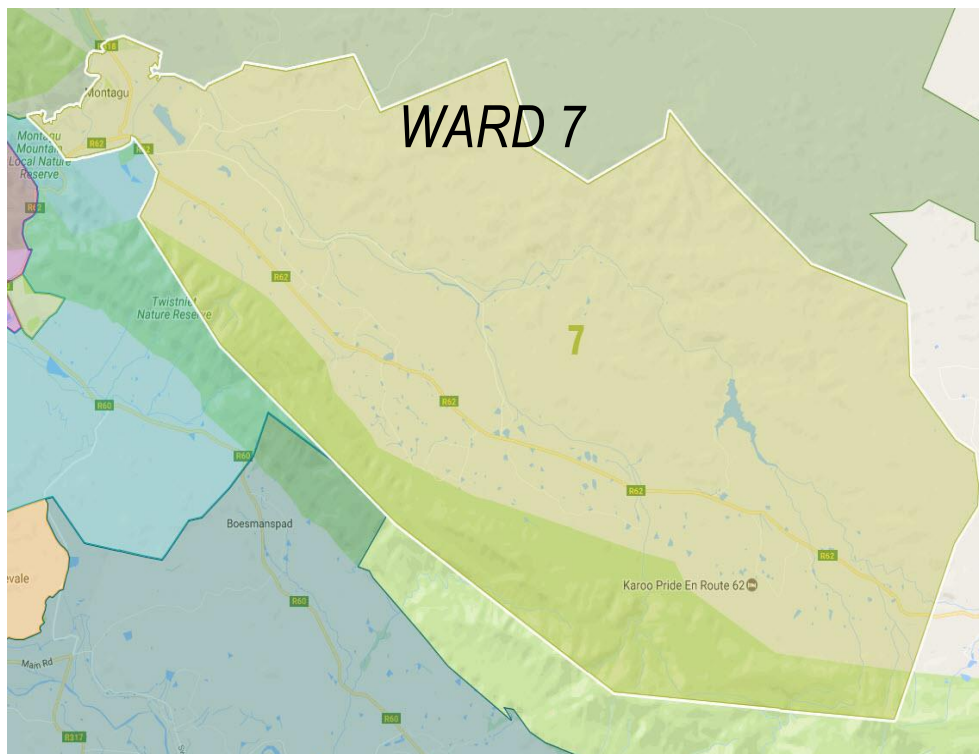 WARD 7
R318
Montagu
R62
R62
Montagu
Mountain
Local Nature
Reserve
R62
R62
Twistniet
Nature Reserve
7
R62
R60
R60
R62
Boesmanspad
R62
evale
Karoo Pride En Route 62
R60
Main Rd
R60
R317